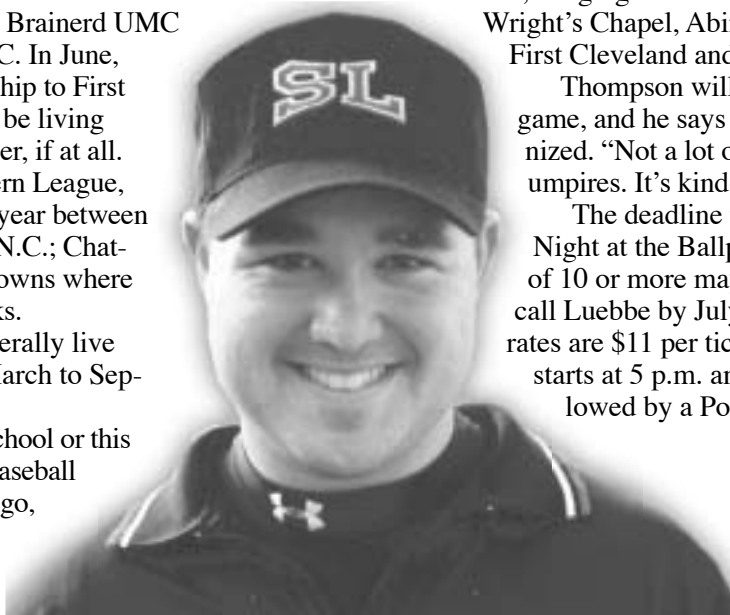 Brainerd UMC
C. In June,
hip to First
be living
er, if at all.
ern League,
year between
N.C.; Chat-
owns where
ks.
erally live
March to Sep-
chool or this
aseball
go,
SL
Wright’s Chapel, Abi
First Cleveland and
Thompson will
game, and he says
nized. “Not a lot o
umpires. It’s kind
The deadline
Night at the Ballp
of 10 or more ma
call Luebbe by July
rates are $11 per tic
starts at 5 p.m. an
lowed by a Po